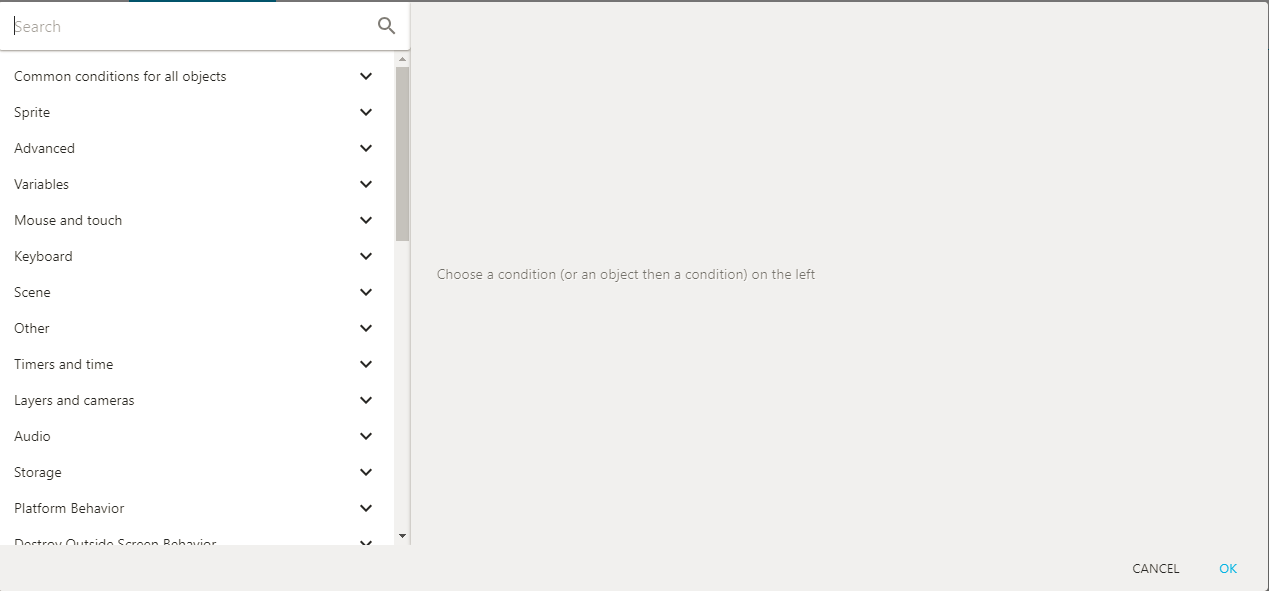 Search
Common conditions for all objects
Sprite
Advanced
Variables
Mouse and touch
Keyboard
Scene
Other
Timers and time
Layers and cameras
Audio
Storage
Platform Behavior
Destroy Outside Screen Behavior
Choose a condition (or an object then a condition) on the left
CANCEL
OK